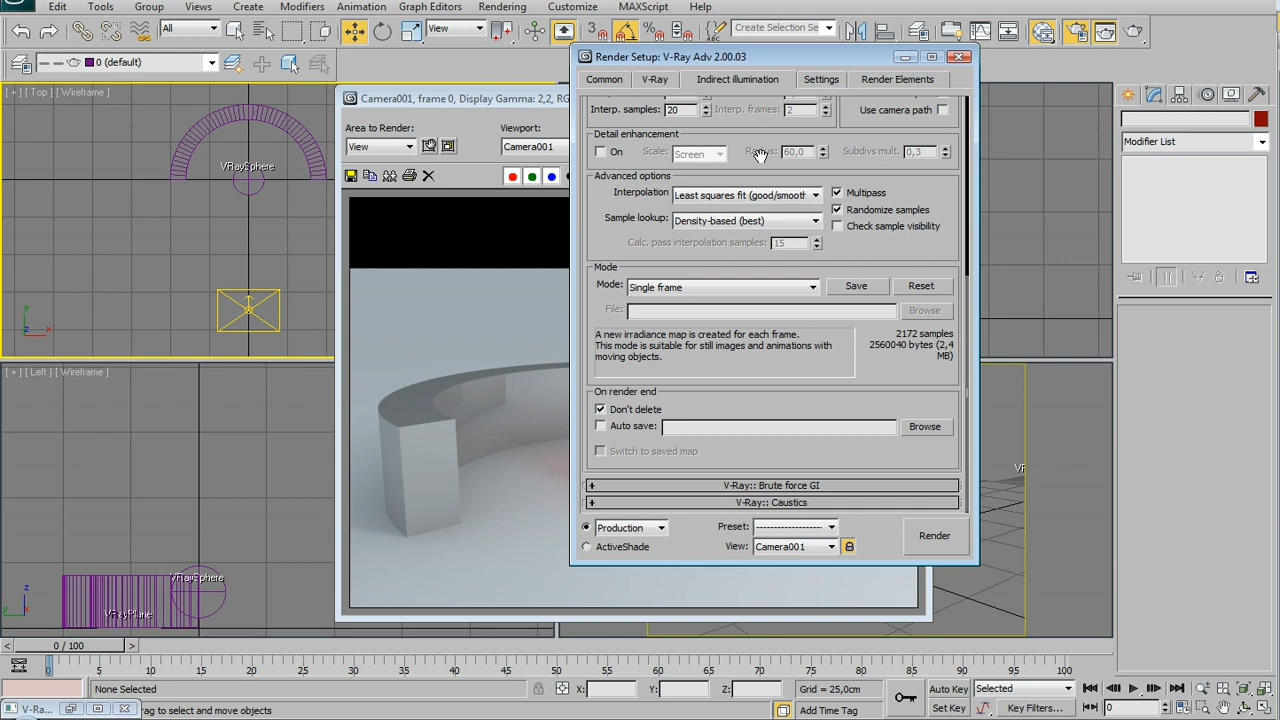 Edit Tools Group Views Create Modifiers Animation Graph Editors Rendering Customize MAXScript Help
All View Create Selection Se
0 (default)
Render Setup: V-Ray Adv 2.00.03
Common V-Ray Indirect illumination Settings Render Elements
Interp. samples: 20 Interp. frames: 2 Use camera path
Detail enhancement
On Scale: Screen 60,0 Subdivs mult. 0,3
Advanced options
Interpolation Least squares fit (good/smooth Multipass
Randomize samples
Sample lookup: Density-based (best) Check sample visibility
Calc. pass interpolation samples: 15
Mode
Mode: Single frame Save Reset
File: Browse
A new irradiance map is created for each frame.
This mode is suitable for still images and animations with
moving objects.
2172 samples
2560040 bytes (2,4
MB)
On render end
Don't delete
Auto save: Browse
Switch to saved map
+ V-Ray:: Brute force GI
+ V-Ray:: Caustics
Production Preset: -------------------
ActiveShade View: Camera001
Render
Camera001, frame 0, Display Gamma: 2,2, RG
Area to Render: Viewport:
View Camera001
[ + ] [ Top ] [ Wireframe ]
VRaySphere
y
z x
[ + ] [ Left ] [ Wireframe ]
VRaySphere
VRayPlane
z
y x
VR
Modifier List
< 0 / 100 >
0 5 10 15 20 25 30 35 40 45 50 55 60 65 70 75 80 85 90 95 100
None Selected X: Y: Z: Grid = 25,0cm Auto Key Selected
V-Ra... drag to select and move objects Add Time Tag Set Key Key Filters... 0